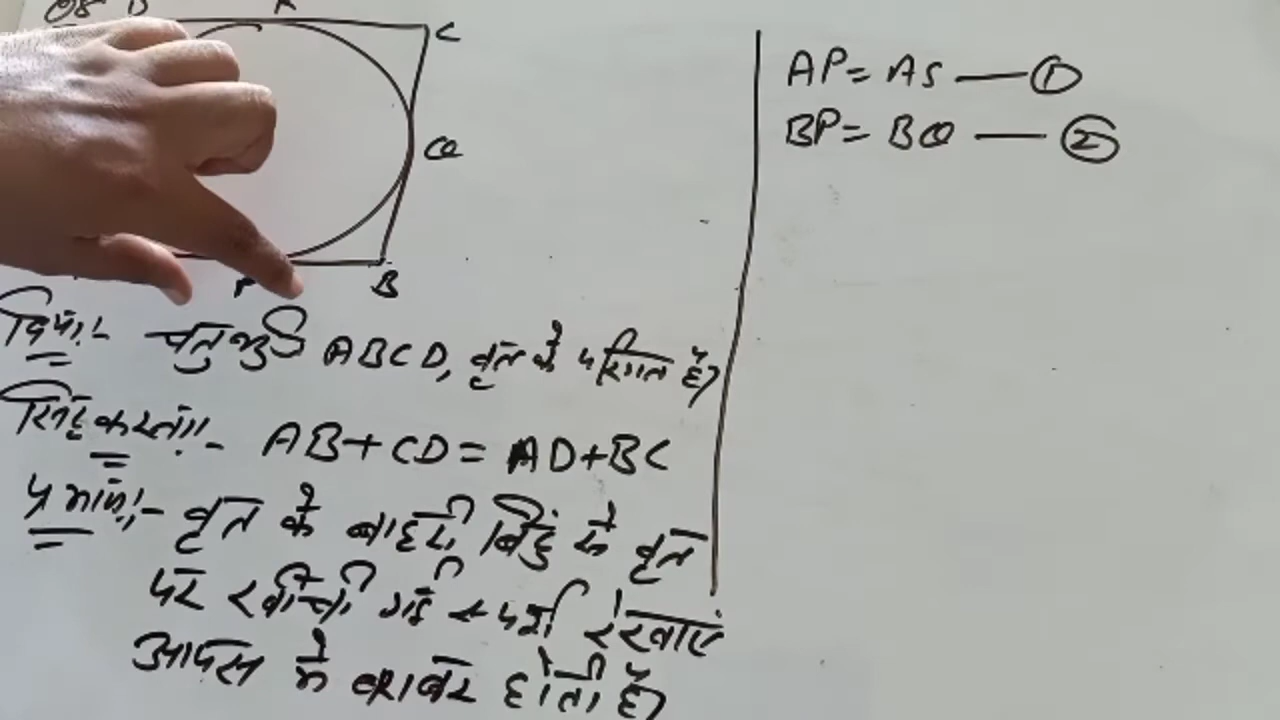 08 D R
C
Q
P B
दिया:- चतुर्भुज ABCD, वृत के परिगत है।
सिद्ध करना:- AB+CD= AD+BC
प्रमाण:- वृत के बाहरी बिंदु से वृत
पर खींची गई स्पर्श रेखाएं
आपस में बराबर होती है।
AP= AS — ①
BP= BQ — ②